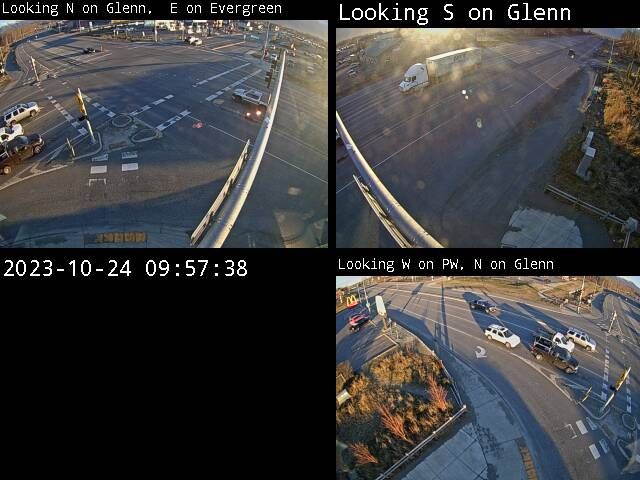 Looking N on Glenn,  E on Evergreen
Looking S on Glenn
2023-10-24 09:57:38
Looking W on PW, N on Glenn